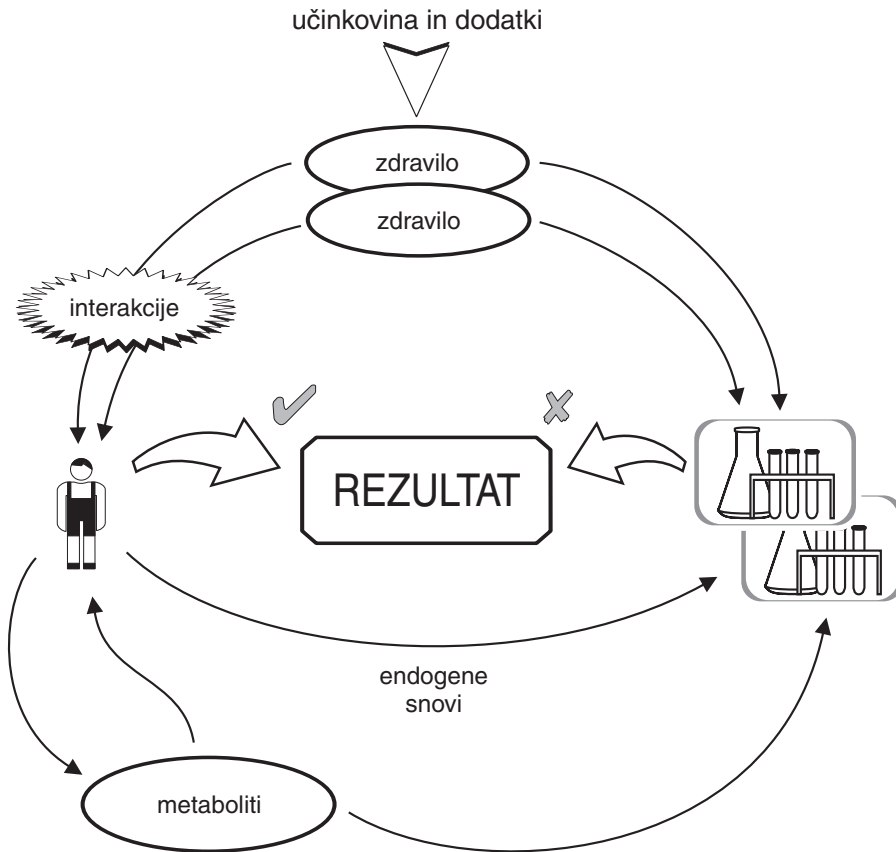 učinkovina in dodatki
zdravilo
zdravilo
interakcije
REZULTAT
endogene
snovi
metaboliti